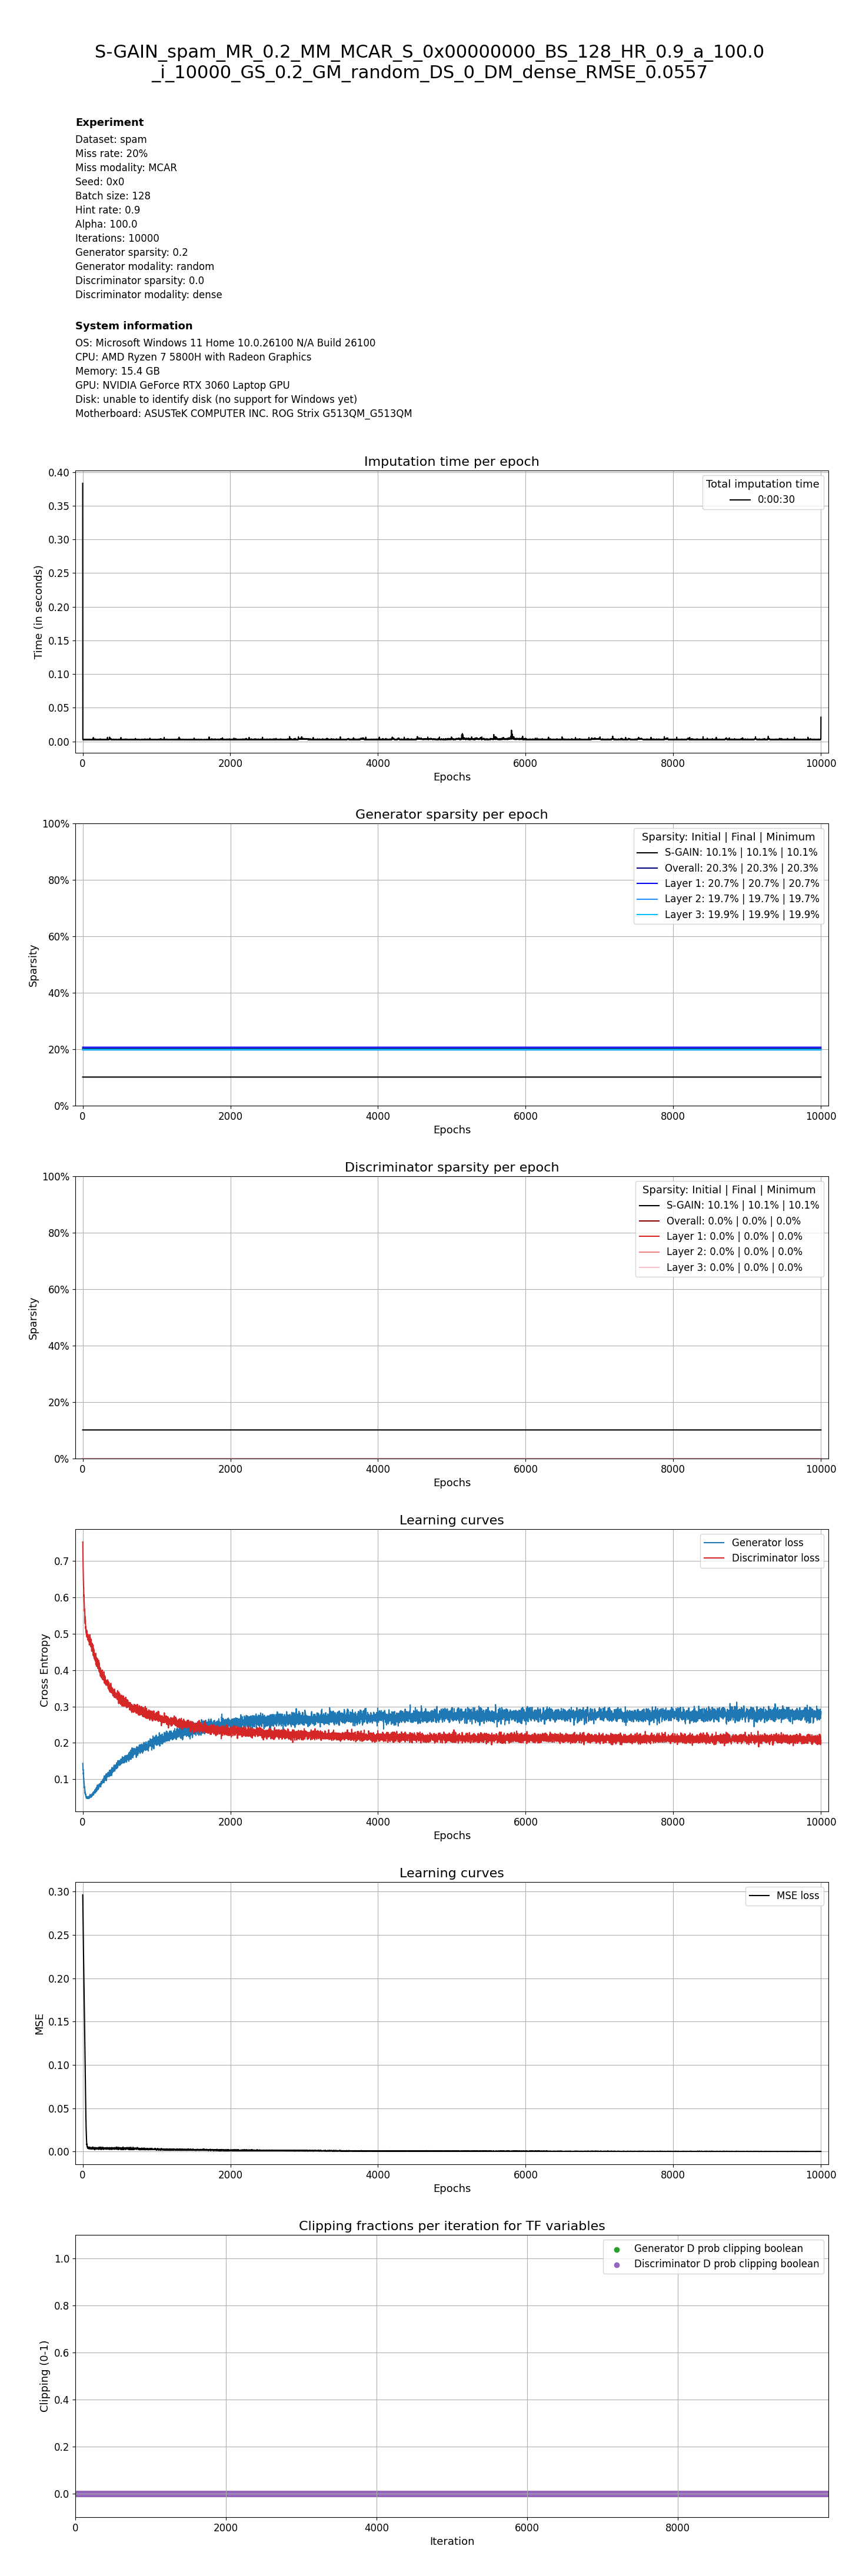 S-GAIN_spam_MR_0.2_MM_MCAR_S_0x00000000_BS_128_HR_0.9_a_100.0
_i_10000_GS_0.2_GM_random_DS_0_DM_dense_RMSE_0.0557
Experiment
Dataset: spam
Miss rate: 20%
Miss modality: MCAR
Seed: 0x0
Batch size: 128
Hint rate: 0.9
Alpha: 100.0
Iterations: 10000
Generator sparsity: 0.2
Generator modality: random
Discriminator sparsity: 0.0
Discriminator modality: dense
System information
OS: Microsoft Windows 11 Home 10.0.26100 N/A Build 26100
CPU: AMD Ryzen 7 5800H with Radeon Graphics
Memory: 15.4 GB
GPU: NVIDIA GeForce RTX 3060 Laptop GPU
Disk: unable to identify disk (no support for Windows yet)
Motherboard: ASUSTeK COMPUTER INC. ROG Strix G513QM_G513QM
Imputation time per epoch
Total imputation time
0:00:30
Time (in seconds)
0.40
0.35
0.30
0.25
0.20
0.15
0.10
0.05
0.00
0 2000 4000 6000 8000 10000
Epochs
Generator sparsity per epoch
Sparsity: Initial | Final | Minimum
S-GAIN: 10.1% | 10.1% | 10.1%
Overall: 20.3% | 20.3% | 20.3%
Layer 1: 20.7% | 20.7% | 20.7%
Layer 2: 19.7% | 19.7% | 19.7%
Layer 3: 19.9% | 19.9% | 19.9%
Sparsity
100%
80%
60%
40%
20%
0%
0 2000 4000 6000 8000 10000
Epochs
Discriminator sparsity per epoch
Sparsity: Initial | Final | Minimum
S-GAIN: 10.1% | 10.1% | 10.1%
Overall: 0.0% | 0.0% | 0.0%
Layer 1: 0.0% | 0.0% | 0.0%
Layer 2: 0.0% | 0.0% | 0.0%
Layer 3: 0.0% | 0.0% | 0.0%
Sparsity
100%
80%
60%
40%
20%
0%
0 2000 4000 6000 8000 10000
Epochs
Learning curves
Generator loss
Discriminator loss
Cross Entropy
0.7
0.6
0.5
0.4
0.3
0.2
0.1
0 2000 4000 6000 8000 10000
Epochs
Learning curves
MSE loss
MSE
0.30
0.25
0.20
0.15
0.10
0.05
0.00
0 2000 4000 6000 8000 10000
Epochs
Clipping fractions per iteration for TF variables
Generator D prob clipping boolean
Discriminator D prob clipping boolean
Clipping (0-1)
1.0
0.8
0.6
0.4
0.2
0.0
0 2000 4000 6000 8000
Iteration